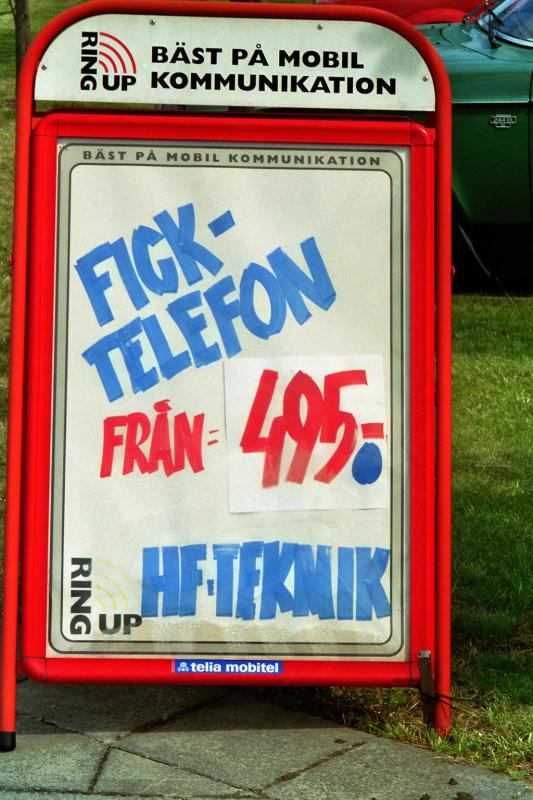 RING UP
BÄST PÅ MOBIL
KOMMUNIKATION
BÄST PÅ MOBIL KOMMUNIKATION
FICK-
TELEFON
FRÅN=
495:-
HF-TEKNIK
RING UP
telia mobitel